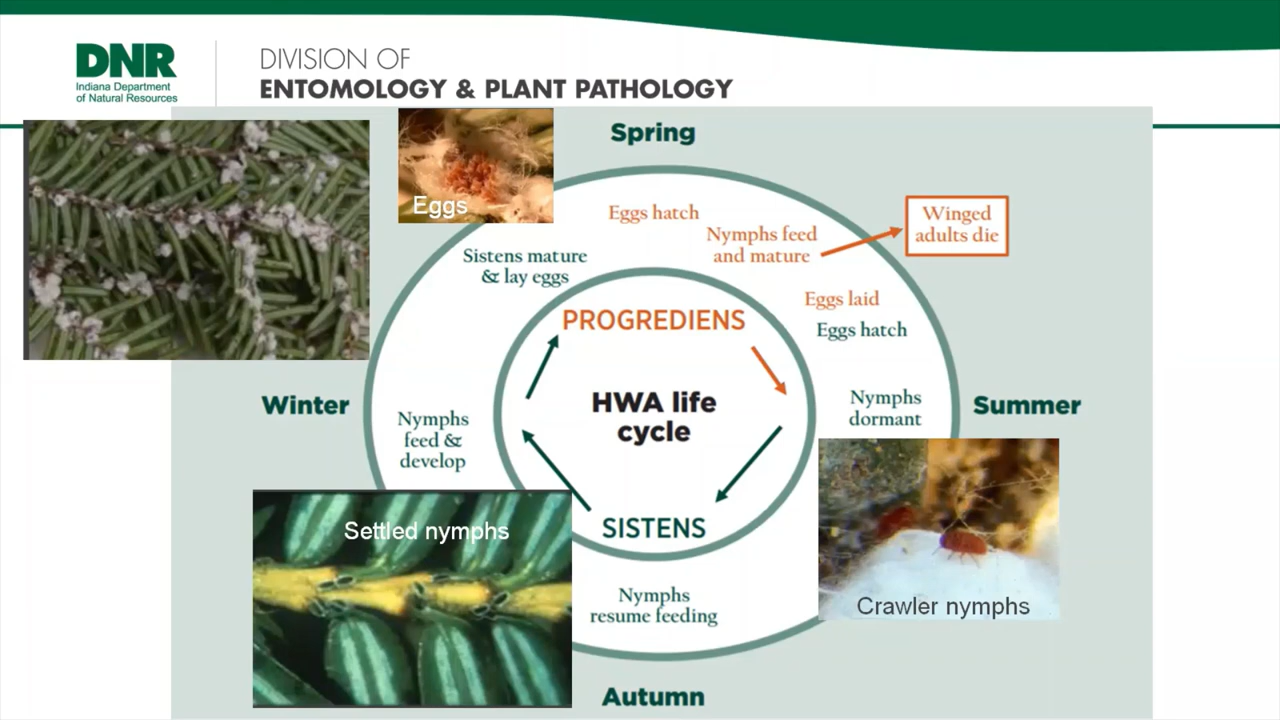 DNR
Indiana Department
of Natural Resources
DIVISION OF
ENTOMOLOGY & PLANT PATHOLOGY
Spring
Eggs
Eggs hatch
Nymphs feed
and mature
Winged
adults die
Sistens mature
& lay eggs
Eggs laid
Eggs hatch
PROGREDIENS
Winter
HWA life
cycle
Summer
Nymphs
dormant
Nymphs
feed &
develop
Settled nymphs
SISTENS
Crawler nymphs
Nymphs
resume feeding
Autumn